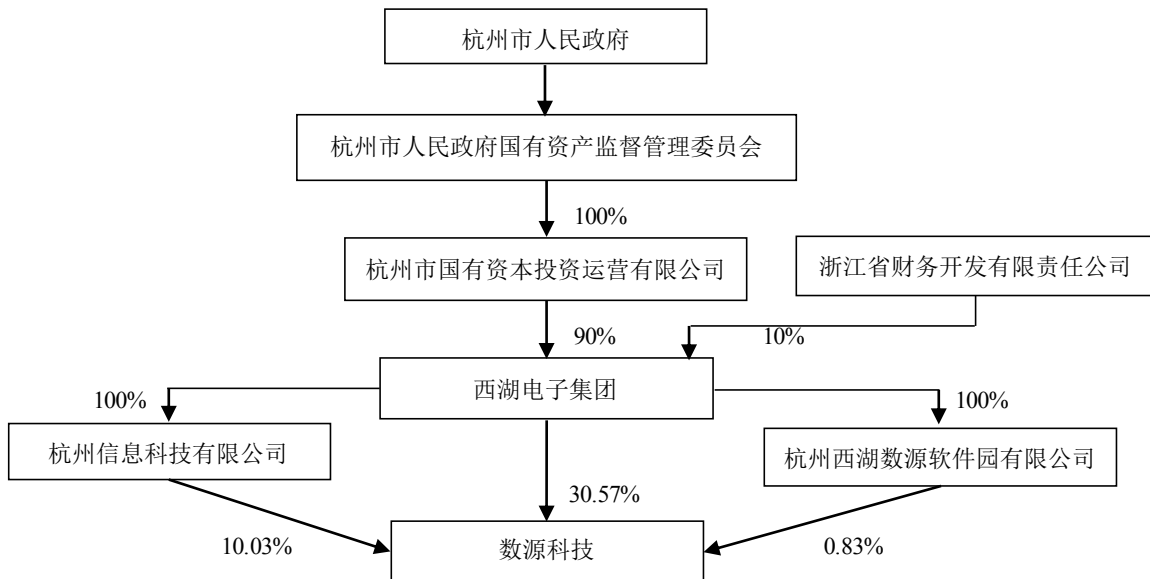 杭州市人民政府
杭州市人民政府国有资产监督管理委员会
100%
杭州市国有资本投资运营有限公司
浙江省财务开发有限责任公司
90%
10%
西湖电子集团
100%
100%
杭州信息科技有限公司
杭州西湖数源软件园有限公司
30.57%
10.03%
0.83%
数源科技